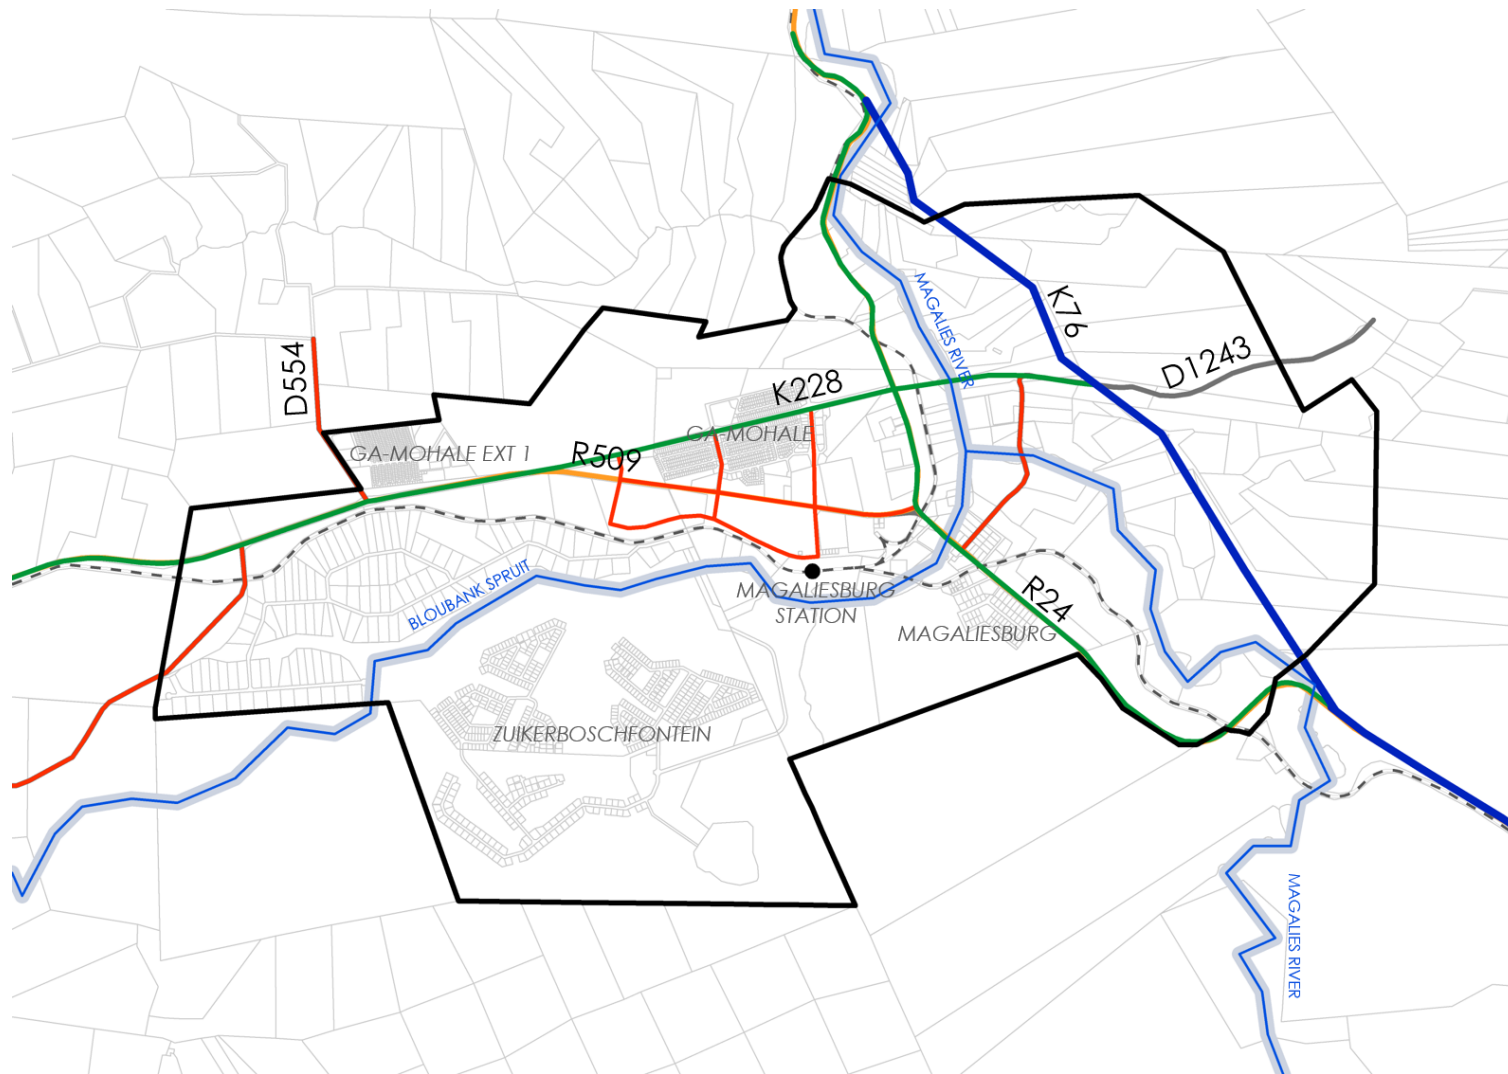 K76
MAGALIES RIVER
D1243
D554
K228
GA-MOHALE
GA-MOHALE EXT 1
R509
BLOUBANK SPRUIT
MAGALIESBURG
STATION
R24
MAGALIESBURG
ZUIKERBOSCHFONTEIN
MAGALIES RIVER